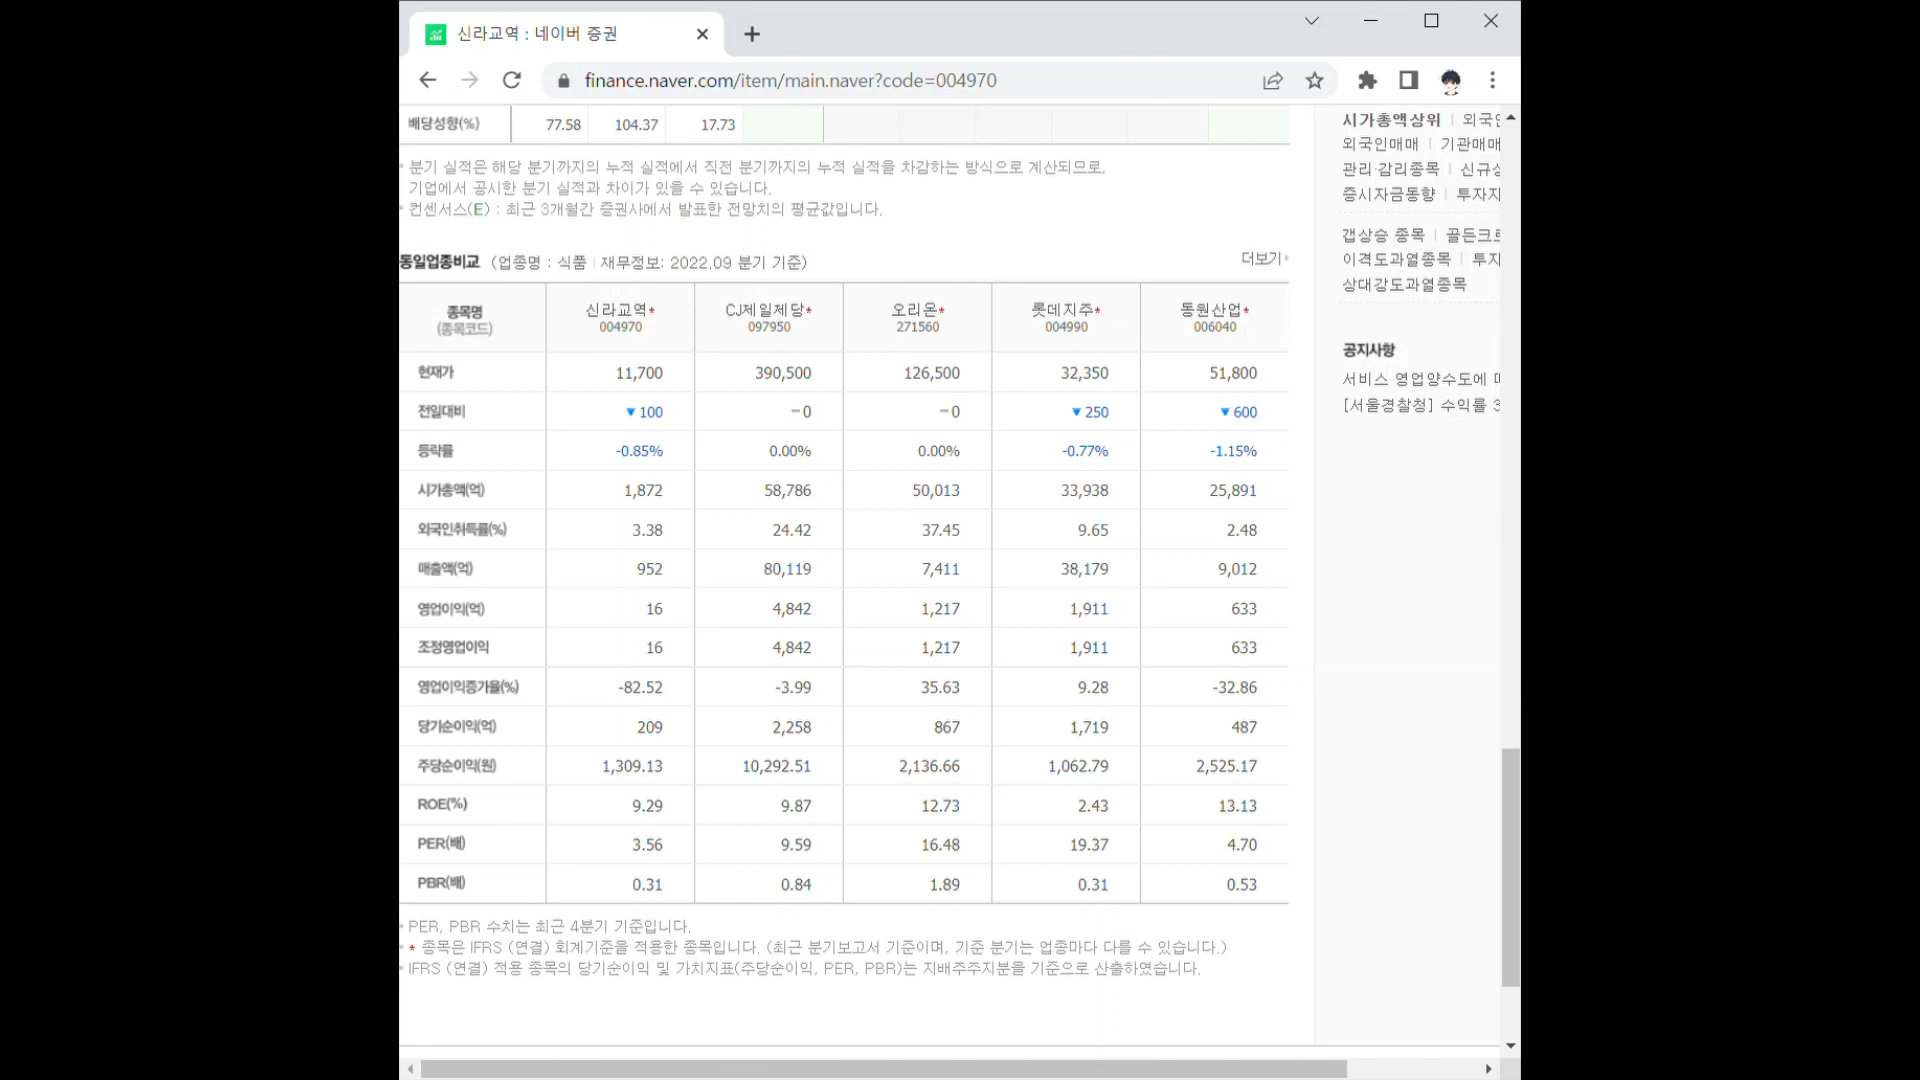 신라교역 : 네이버 증권
finance.naver.com/item/main.naver?code=004970
배당성향(%) 77.58 104.37 17.73
분기 실적은 해당 분기까지의 누적 실적에서 직전 분기까지의 누적 실적을 차감하는 방식으로 계산되므로,
기업에서 공시한 분기 실적과 차이가 있을 수 있습니다.
컨센서스(E) : 최근 3개월간 증권사에서 발표한 전망치의 평균값입니다.
동일업종비교 (업종명 : 식품 | 재무정보: 2022.09 분기 기준) 더보기
종목명 신라교역* CJ제일제당* 오리온* 롯데지주* 동원산업*
(종목코드) 004970 097950 271560 004990 006040
현재가 11,700 390,500 126,500 32,350 51,800
전일대비 ▼100 －0 －0 ▼250 ▼600
등락률 -0.85% 0.00% 0.00% -0.77% -1.15%
시가총액(억) 1,872 58,786 50,013 33,938 25,891
외국인취득률(%) 3.38 24.42 37.45 9.65 2.48
매출액(억) 952 80,119 7,411 38,179 9,012
영업이익(억) 16 4,842 1,217 1,911 633
조정영업이익 16 4,842 1,217 1,911 633
영업이익증가율(%) -82.52 -3.99 35.63 9.28 -32.86
당기순이익(억) 209 2,258 867 1,719 487
주당순이익(원) 1,309.13 10,292.51 2,136.66 1,062.79 2,525.17
ROE(%) 9.29 9.87 12.73 2.43 13.13
PER(배) 3.56 9.59 16.48 19.37 4.70
PBR(배) 0.31 0.84 1.89 0.31 0.53
PER, PBR 수치는 최근 4분기 기준입니다.
* 종목은 IFRS (연결) 회계기준을 적용한 종목입니다. (최근 분기보고서 기준이며, 기준 분기는 업종마다 다를 수 있습니다.)
IFRS (연결) 적용 종목의 당기순이익 및 가치지표(주당순이익, PER, PBR)는 지배주주지분을 기준으로 산출하였습니다.
시가총액상위 |
외국인매매 | 기관매매
관리·감리종목 |
증시자금동향 |
갭상승 종목 |
이격도과열종목 |
상대강도과열종목
공지사항
서비스 영업양수도에
[서울경찰청] 수익률